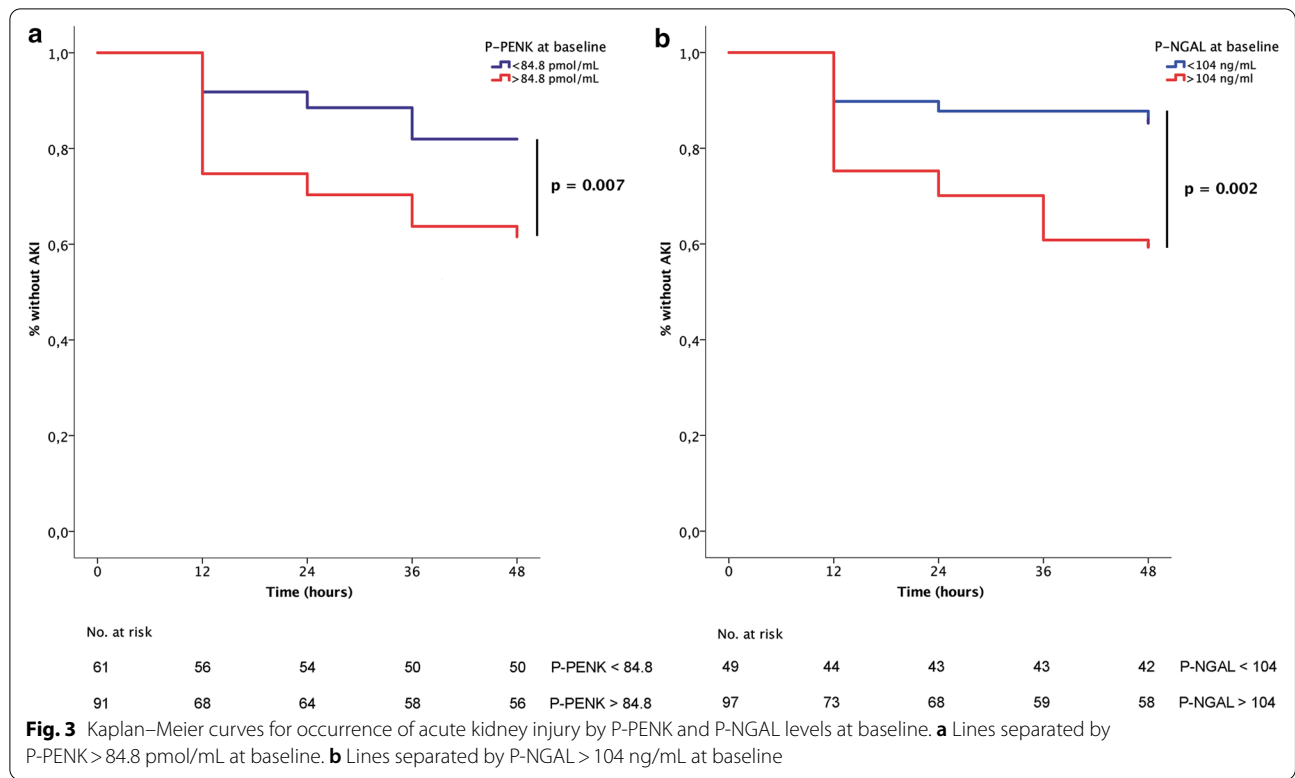 a
P-PENK at baseline
<84.8 pmol/mL
>84.8 pmol/mL
1,0
0,8
0,6
0,4
0,2
0,0
% without AKI
p = 0.007
0 12 24 36 48
Time (hours)
No. at risk
61 56 54 50 50 P-PENK < 84.8
91 68 64 58 56 P-PENK > 84.8
b
P-NGAL at baseline
<104 ng/mL
>104 ng/ml
1,0
0,8
0,6
0,4
0,2
0,0
% without AKI
p = 0.002
0 12 24 36 48
Time (hours)
No. at risk
49 44 43 43 42 P-NGAL < 104
97 73 68 59 58 P-NGAL > 104
Fig. 3 Kaplan–Meier curves for occurrence of acute kidney injury by P-PENK and P-NGAL levels at baseline. a Lines separated by
P-PENK > 84.8 pmol/mL at baseline. b Lines separated by P-NGAL > 104 ng/mL at baseline